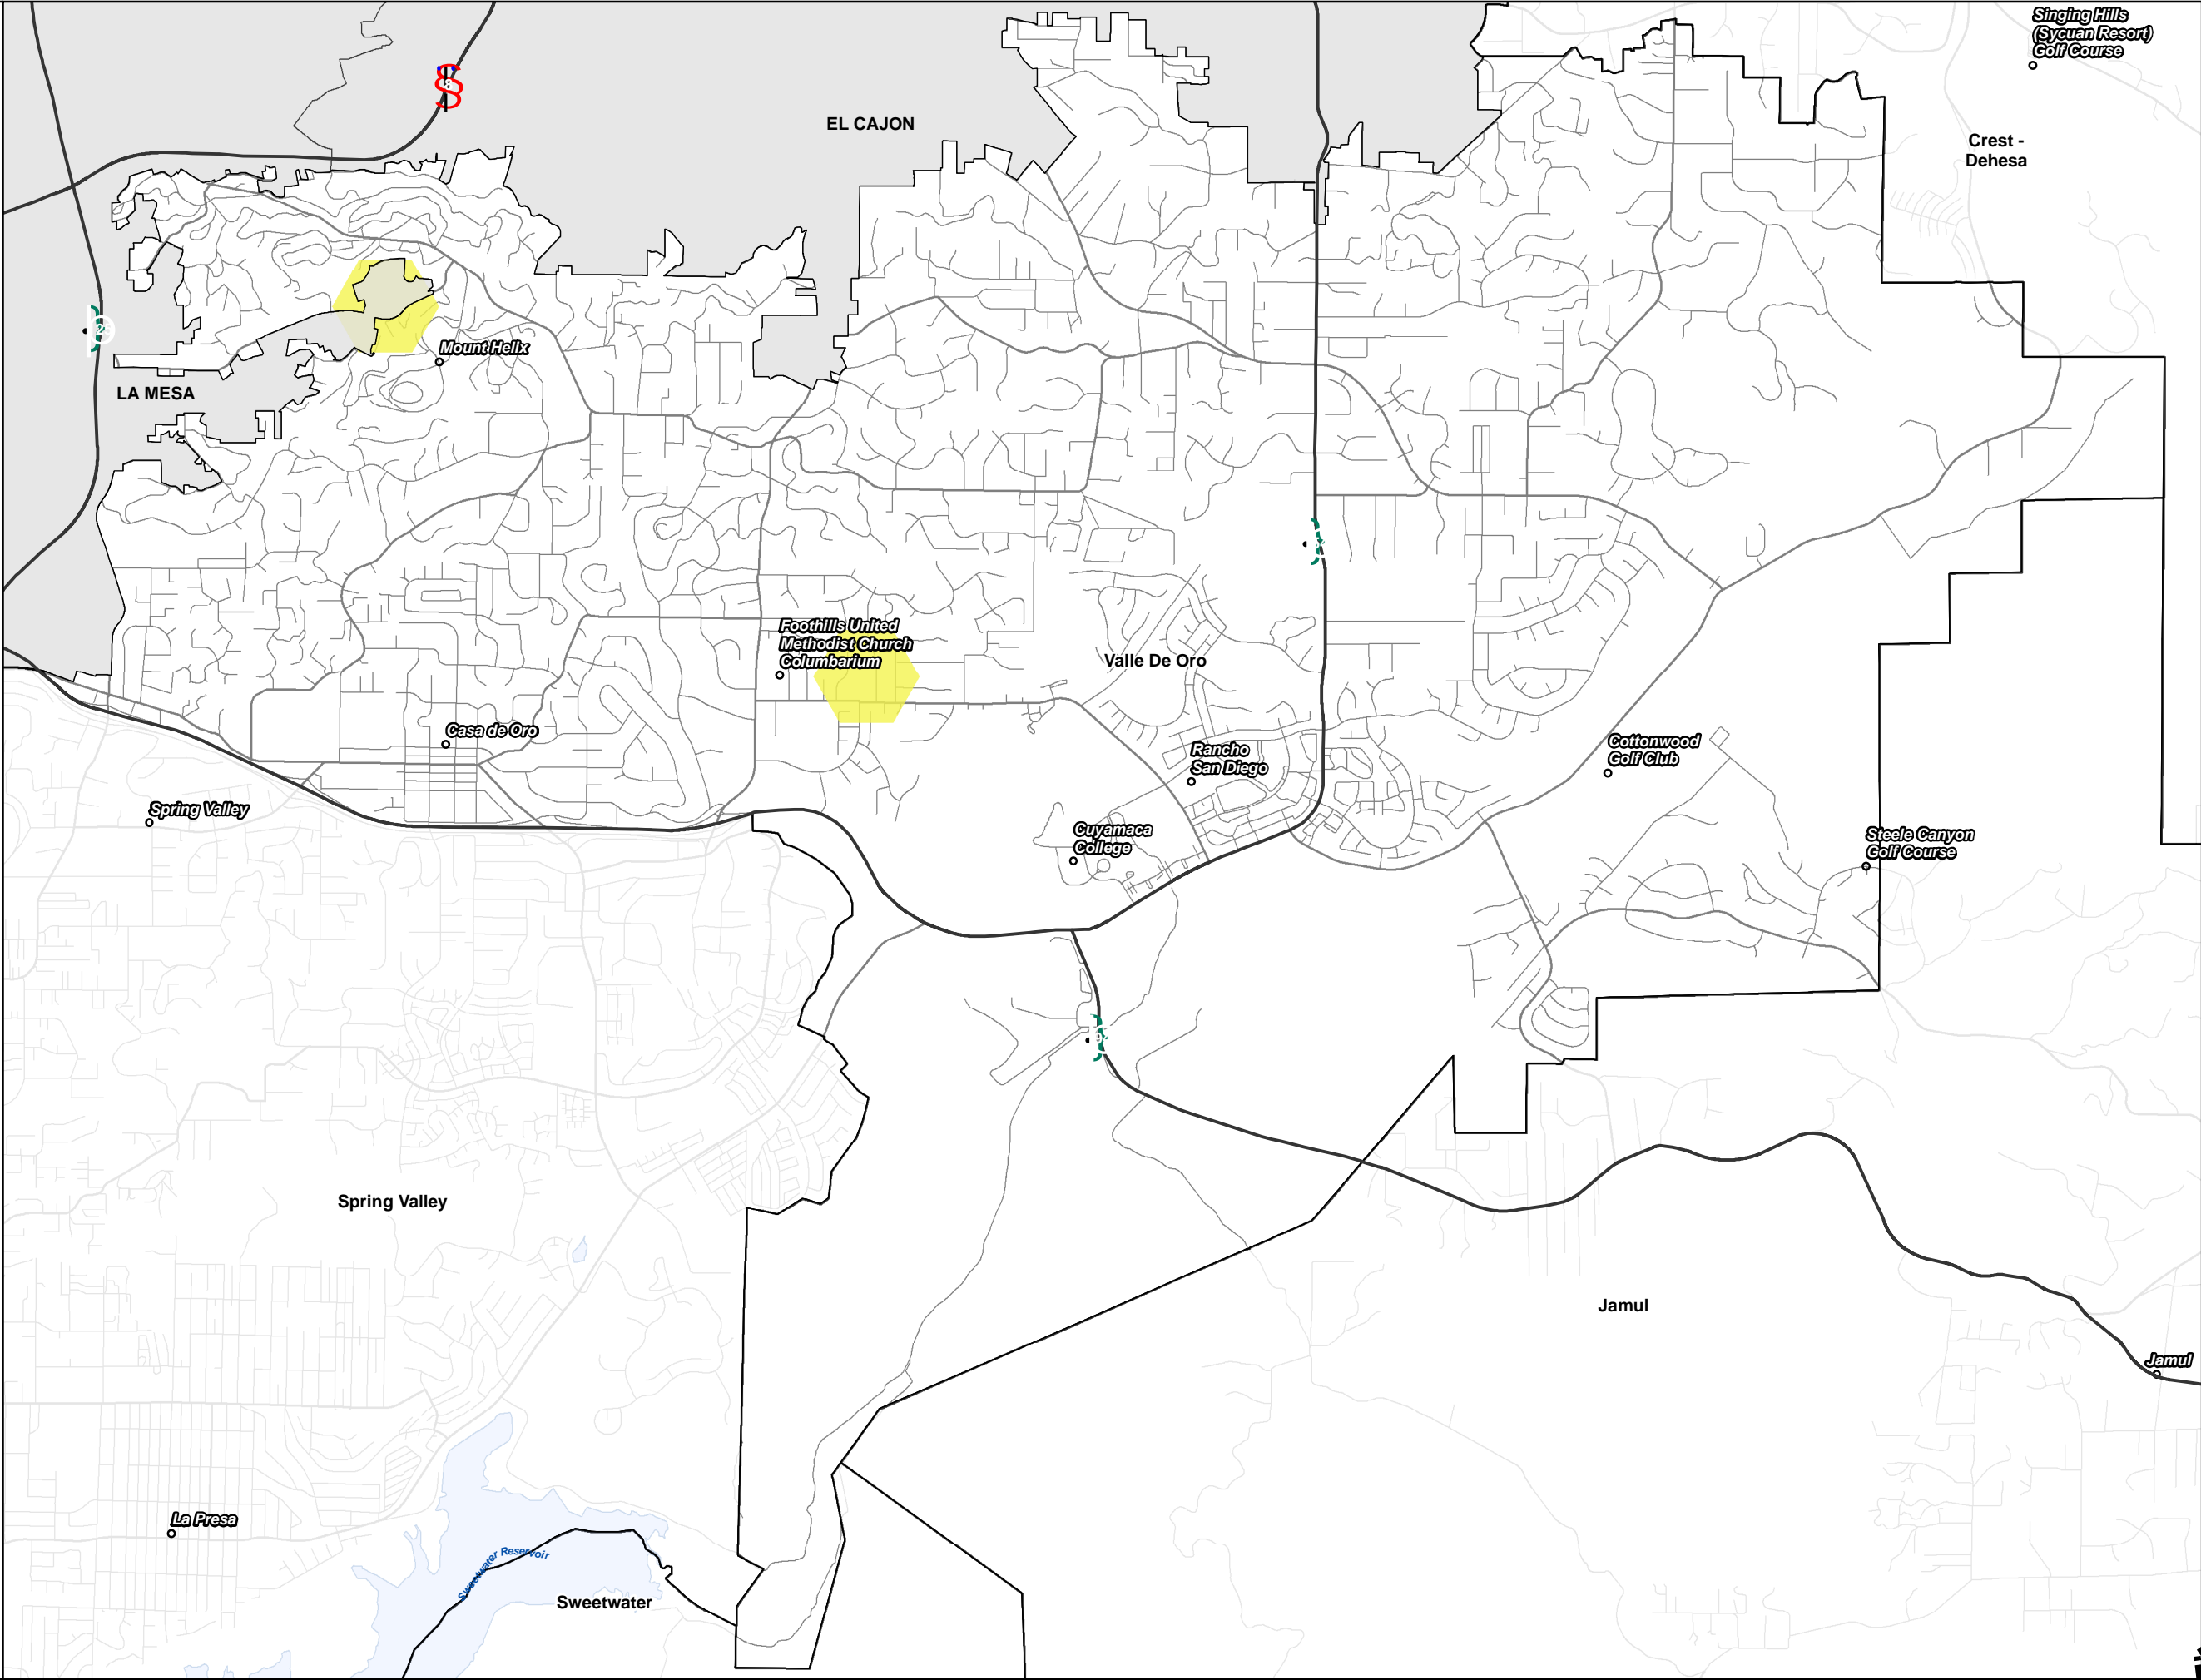 Singing Hills
(Sycuan Resort)
Golf Course
EL CAJON
Crest -
Dehesa
Mount Helix
LA MESA
Foothills United
Methodist Church
Columbarium
Valle De Oro
Casa de Oro
Rancho
San Diego
Cottonwood
Golf Club
Spring Valley
Cuyamaca
College
Steele Canyon
Golf Course
Spring Valley
Jamul
Jamul
La Presa
Sweetwater Reservoir
Sweetwater